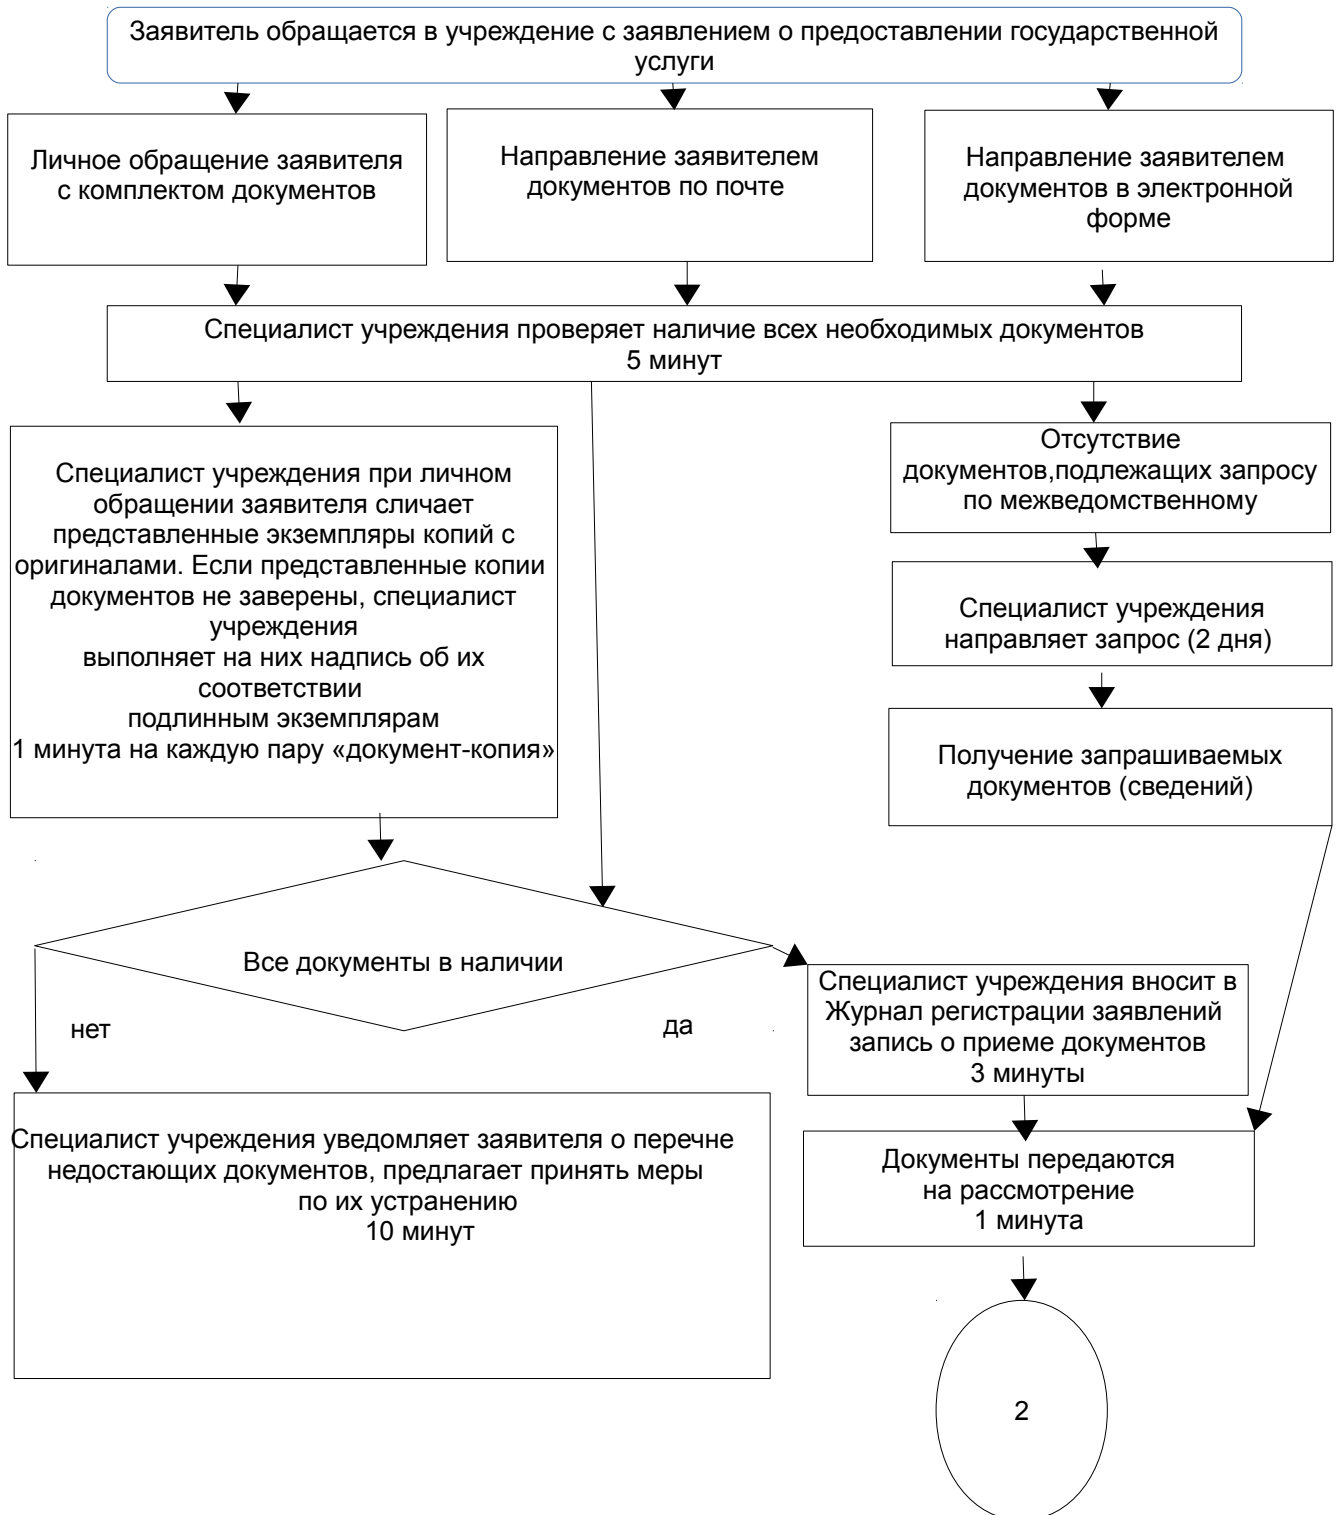 Заявитель обращается в учреждение с заявлением о предоставлении государственной
услуги
Личное обращение заявителя
с комплектом документов
Направление заявителем
документов по почте
Направление заявителем
документов в электронной
форме
Специалист учреждения проверяет наличие всех необходимых документов
5 минут
Специалист учреждения при личном
обращении заявителя сличает
представленные экземпляры копий с
оригиналами. Если представленные копии
документов не заверены, специалист
учреждения
выполняет на них надпись об их
соответствии
подлинным экземплярам
1 минута на каждую пару «документ-копия»
Отсутствие
документов,подлежащих запросу
по межведомственному
Специалист учреждения
направляет запрос (2 дня)
Получение запрашиваемых
документов (сведений)
Все документы в наличии
нет
да
Специалист учреждения вносит в
Журнал регистрации заявлений
запись о приеме документов
3 минуты
Специалист учреждения уведомляет заявителя о перечне
недостающих документов, предлагает принять меры
по их устранению
10 минут
Документы передаются
на рассмотрение
1 минута
2